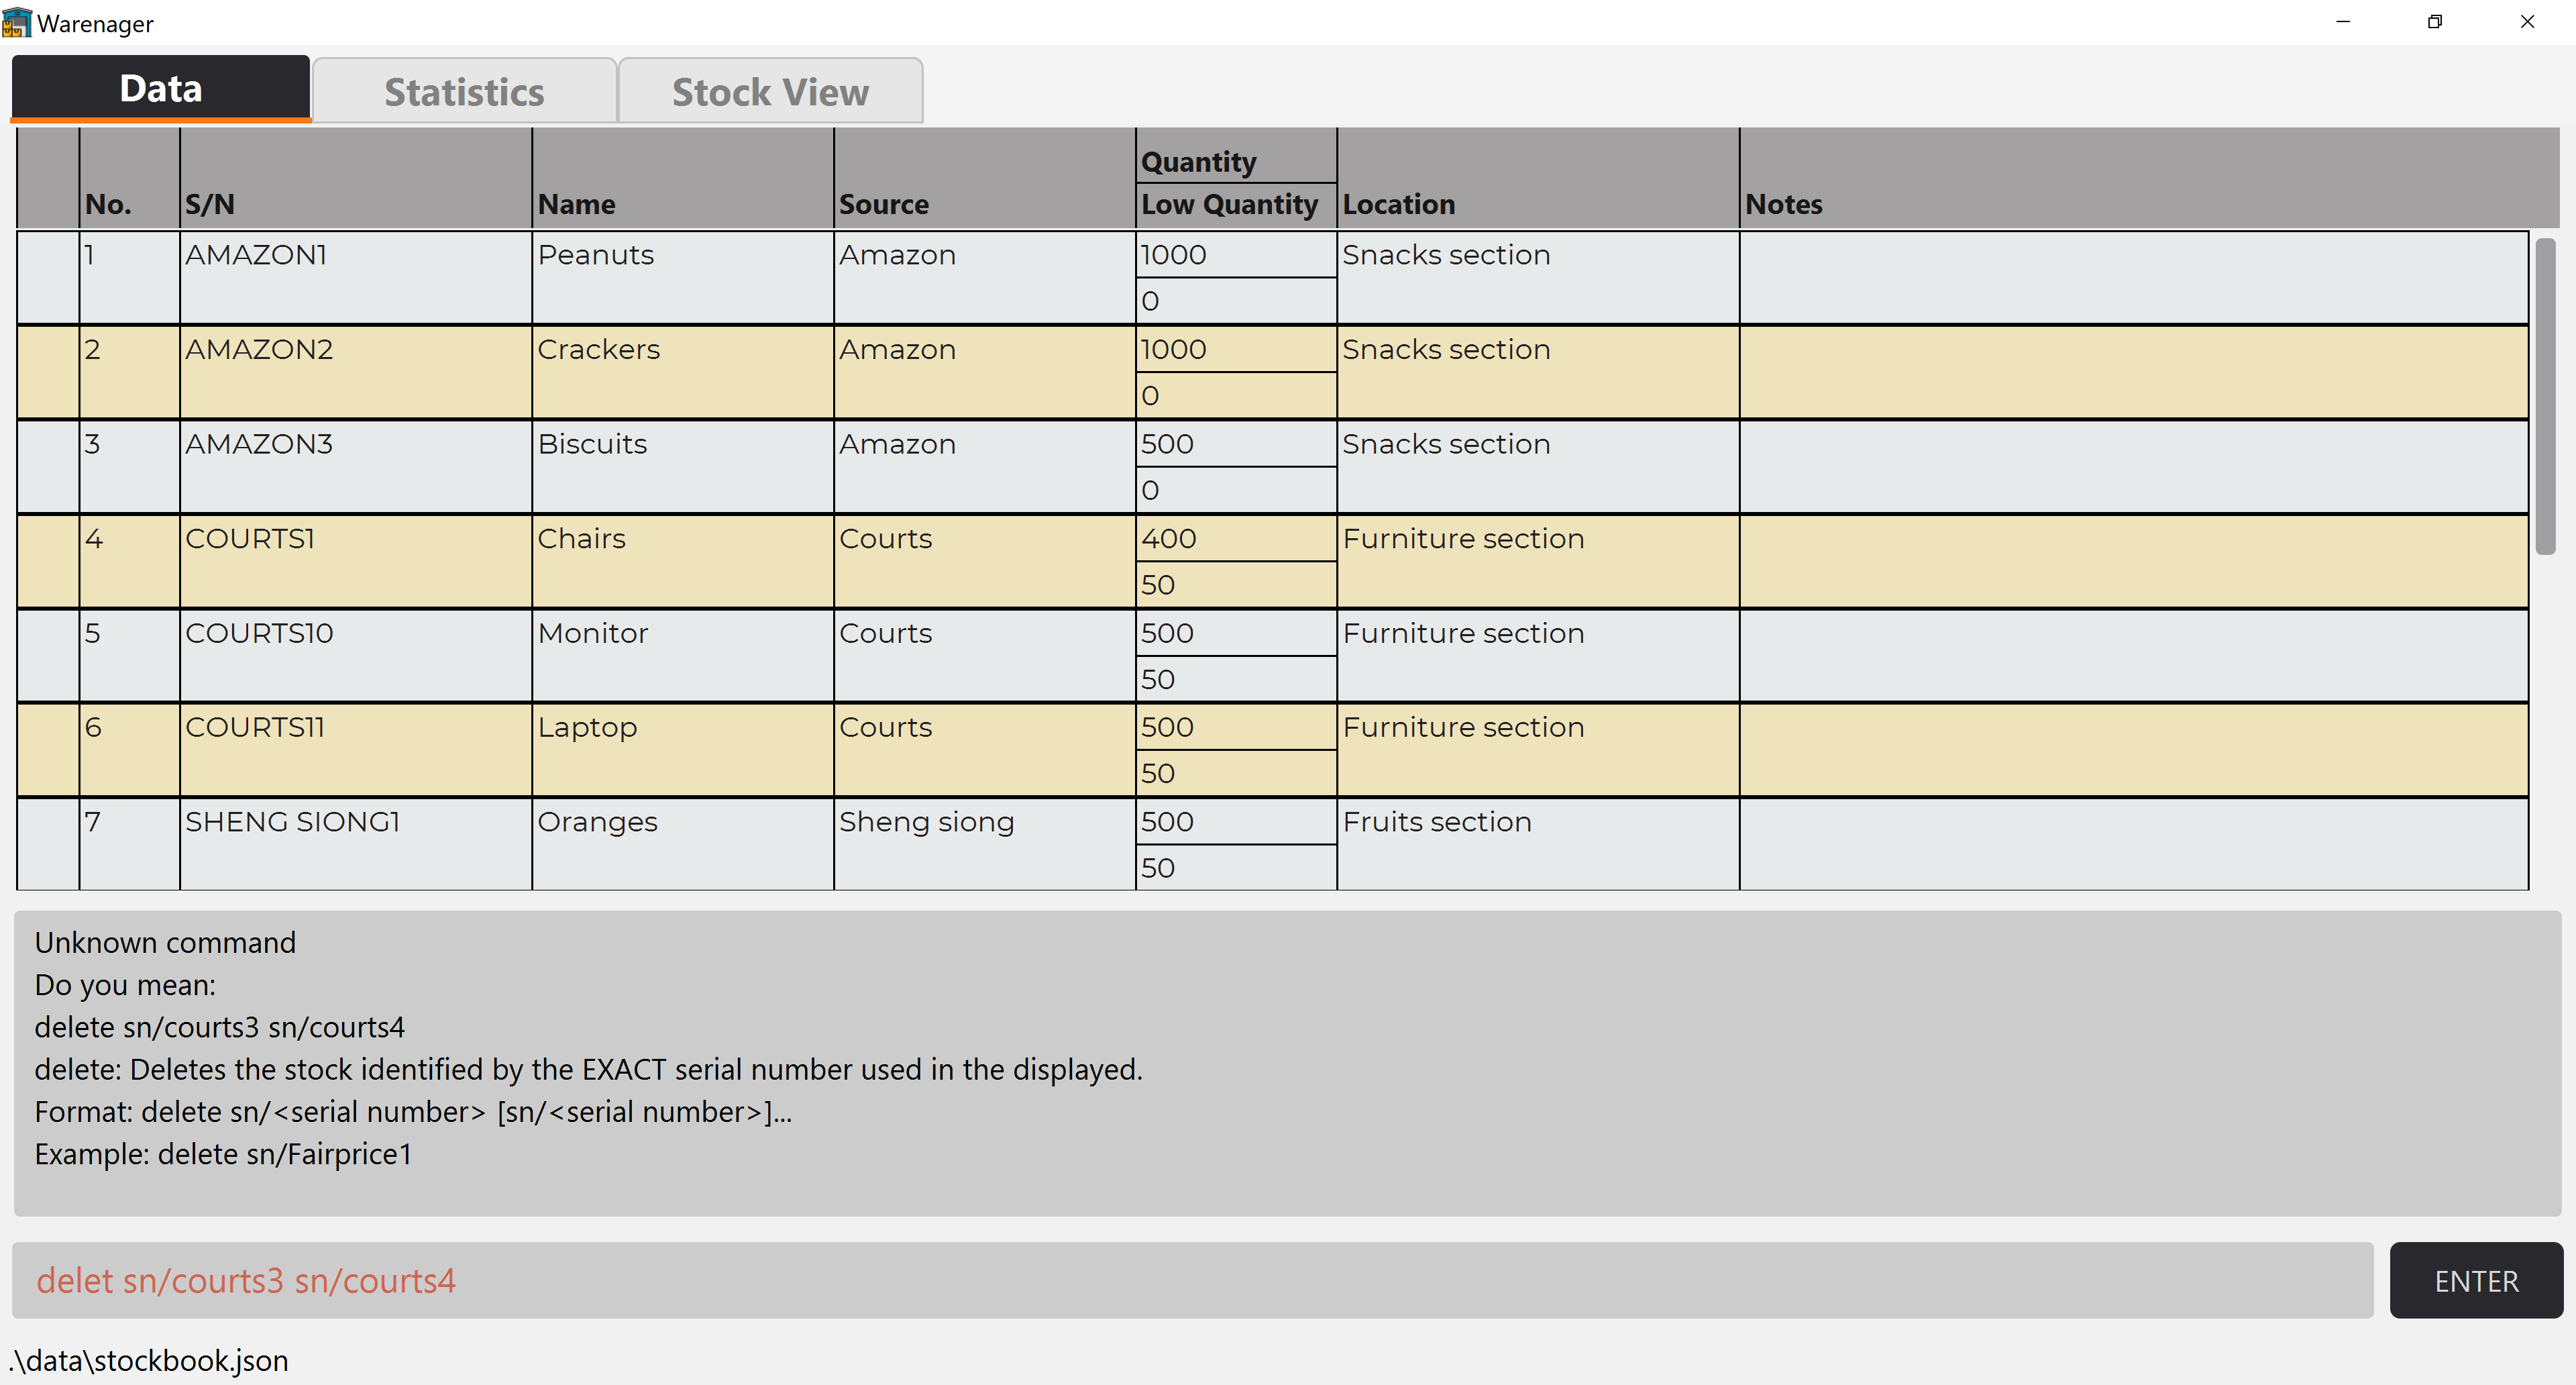 Warenager
Data Statistics Stock View
No. S/N Name Source Quantity Low Quantity Location Notes
1 AMAZON1 Peanuts Amazon 1000 0 Snacks section
2 AMAZON2 Crackers Amazon 1000 0 Snacks section
3 AMAZON3 Biscuits Amazon 500 0 Snacks section
4 COURTS1 Chairs Courts 400 50 Furniture section
5 COURTS10 Monitor Courts 500 50 Furniture section
6 COURTS11 Laptop Courts 500 50 Furniture section
7 SHENG SIONG1 Oranges Sheng siong 500 50 Fruits section
Unknown command
Do you mean:
delete sn/courts3 sn/courts4
delete: Deletes the stock identified by the EXACT serial number used in the displayed.
Format: delete sn/<serial number> [sn/<serial number>]...
Example: delete sn/Fairprice1
delet sn/courts3 sn/courts4
ENTER
.\data\stockbook.json